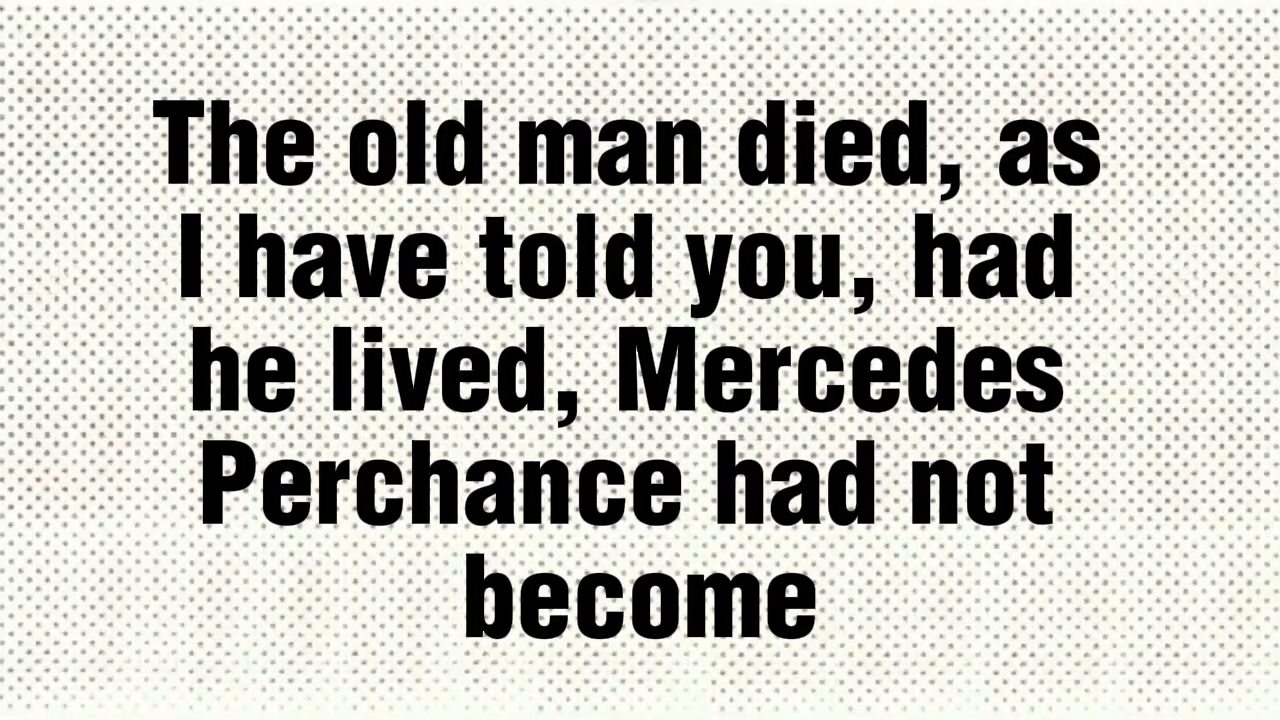 The old man died, as
I have told you, had
he lived, Mercedes
Perchance had not
become